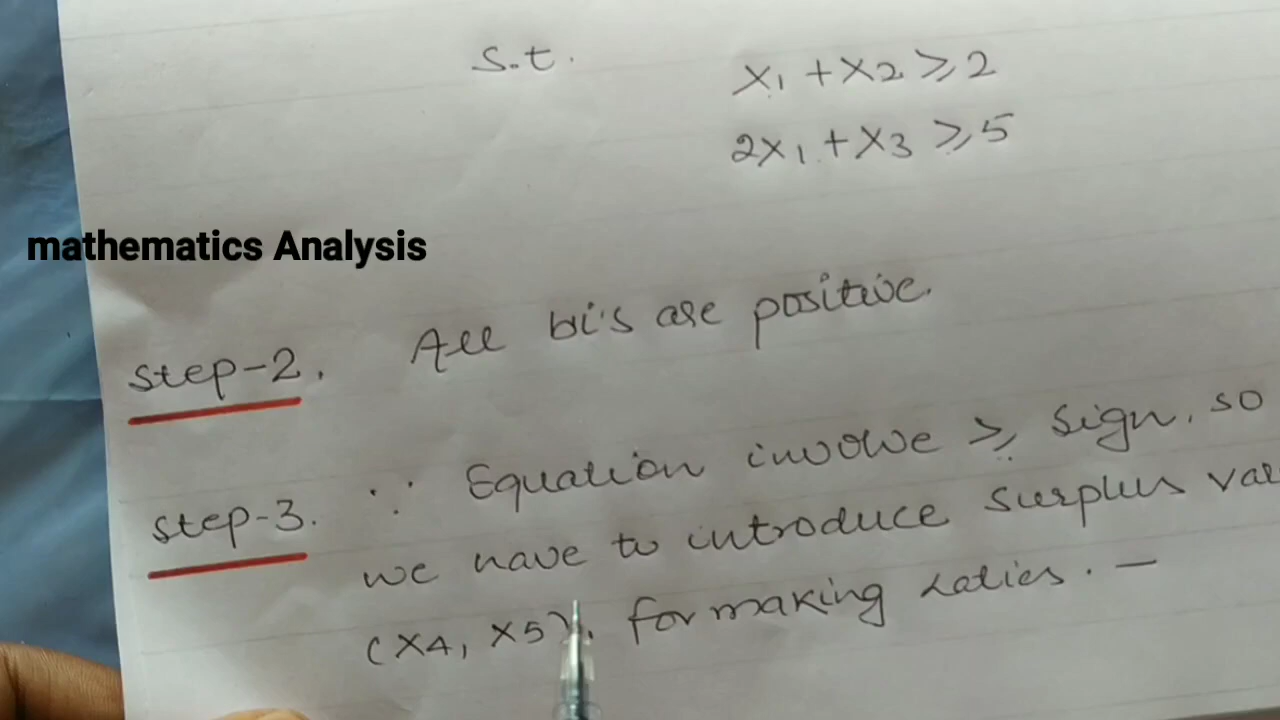 S.t. x1 + x2 ≥ 2
2x1 + x3 ≥ 5
mathematics Analysis
Step-2. All bi's are positive.
Step-3. ∵ Equation involve ≥ sign, so
we have to introduce surplus
(x4, x5), for making